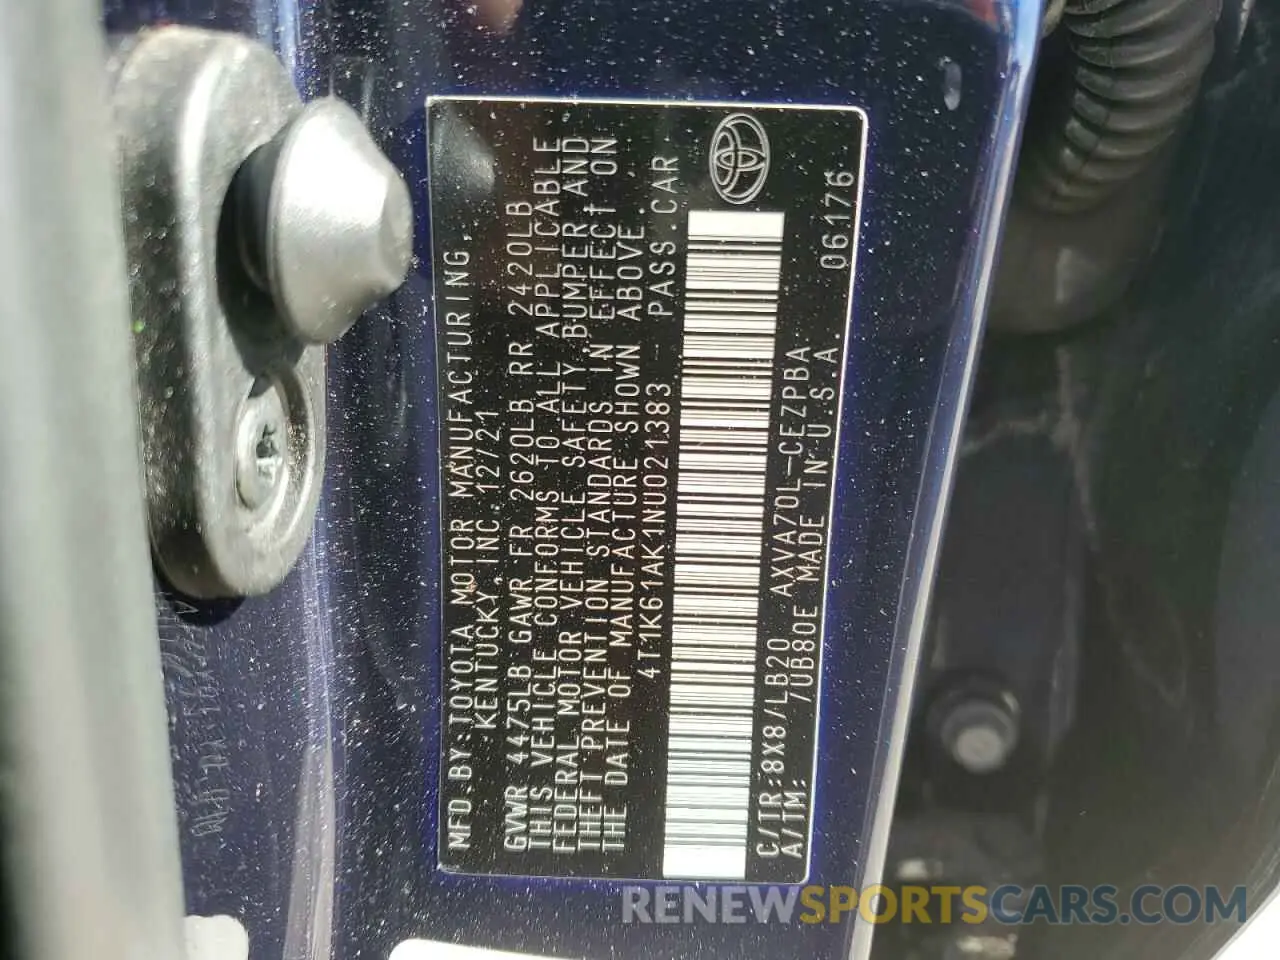 MFD.BY:TOYOTA MOTOR MANUFACTURING,
KENTUCKY, INC. 12/21
GVWR 4475LB GAWR FR 2620LB RR 2420LB
THIS VEHICLE CONFORMS TO ALL APPLICABLE
FEDERAL MOTOR VEHICLE SAFETY, BUMPER AND
THEFT PREVENTION STANDARDS IN EFFECT ON
THE DATE OF MANUFACTURE SHOWN ABOVE.
4T1K61AK1NU021383 PASS.CAR
C/TR:8X8/LB20 AXVA70L-CEZPBA 06176
A/TM: 7UB80E MADE IN U.S.A.
RENEWSPORTSCARS.COM